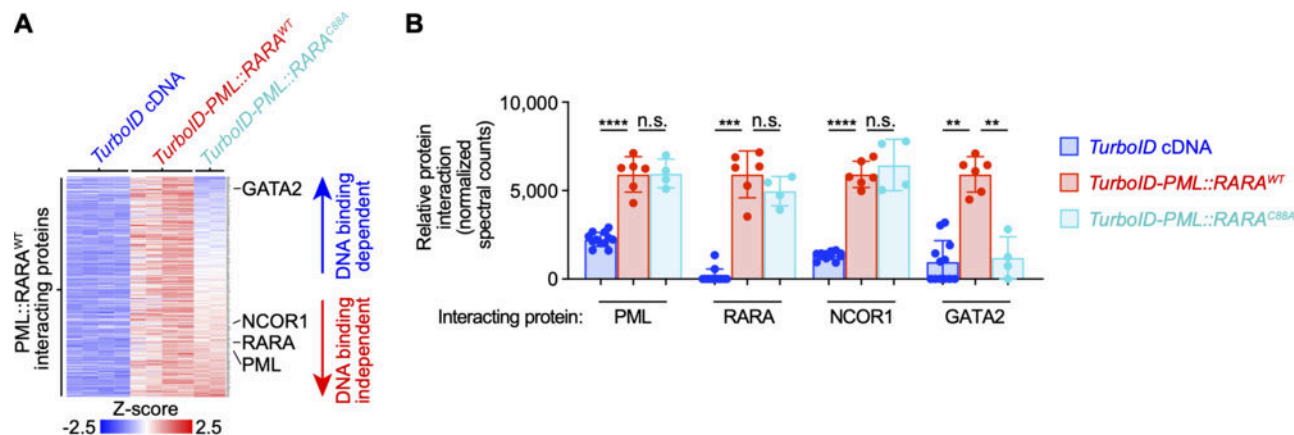 A
TurboID cDNA
TurboID-PML::RARA^WT
TurboID-PML::RARA^C88A
PML::RARA^WT
interacting proteins
GATA2
NCOR1
RARA
PML
DNA binding
dependent
DNA binding
independent
Z-score
-2.5 2.5
B
Relative protein
interaction
(normalized
spectral counts)
10,000
5,000
0
**** n.s.
*** n.s.
**** n.s.
** **
Interacting protein: PML RARA NCOR1 GATA2
TurboID cDNA
TurboID-PML::RARA^WT
TurboID-PML::RARA^C88A